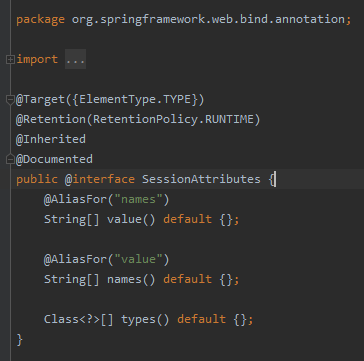 package org.springframework.web.bind.annotation;
import ...
@Target({ElementType.TYPE})
@Retention(RetentionPolicy.RUNTIME)
@Inherited
@Documented
public @interface SessionAttributes {
    @AliasFor("names")
    String[] value() default {};
    @AliasFor("value")
    String[] names() default {};
    Class<?>[] types() default {};
}